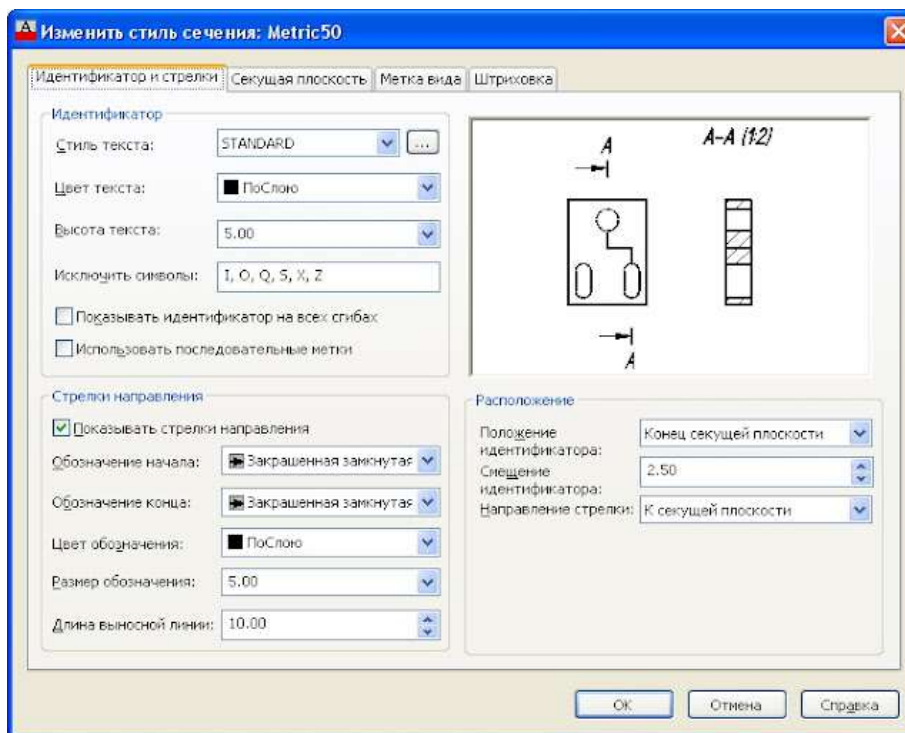 Изменить стиль сечения: Metric50
Идентификатор и стрелки
Секущая плоскость
Метка вида
Штриховка
Идентификатор
Стиль текста:
STANDARD
...
Цвет текста:
ПоСлою
Высота текста:
5.00
Исключить символы:
I, O, Q, S, X, Z
Показывать идентификатор на всех сгибах
Использовать последовательные метки
A
A-A (1:2)
A
Стрелки направления
Показывать стрелки направления
Обозначение начала:
Закрашенная замкнутая
Обозначение конца:
Закрашенная замкнутая
Цвет обозначения:
ПоСлою
Размер обозначения:
5.00
Длина выносной линии:
10.00
Расположение
Положение
идентификатора:
Конец секущей плоскости
Смещение
идентификатора:
2.50
Направление стрелки:
К секущей плоскости
ОК
Отмена
Справка